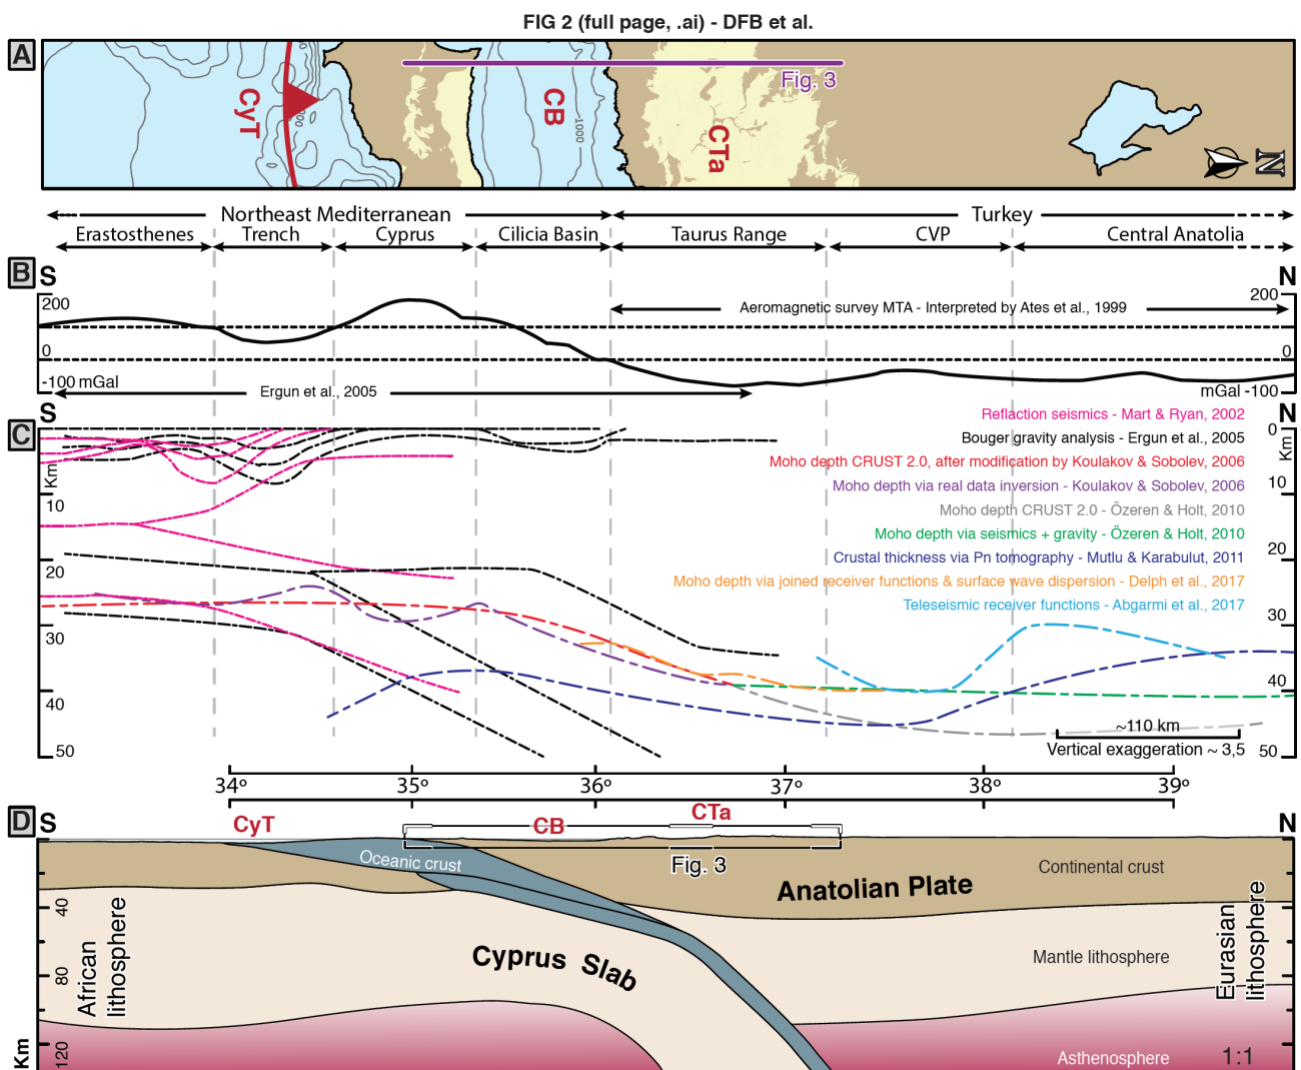 FIG 2 (full page, .ai) - DFB et al.
A
Fig. 3
CyT
CB
1000
CTa
N
Northeast Mediterranean
Turkey
Erastosthenes
Trench
Cyprus
Cilicia Basin
Taurus Range
CVP
Central Anatolia
B
S
N
200
Aeromagnetic survey MTA - Interpreted by Ates et al., 1999
200
0
0
-100 mGal
Ergun et al., 2005
mGal -100
C
S
N
Reflaction seismics - Mart & Ryan, 2002
0
Bouger gravity analysis - Ergun et al., 2005
Km
Km
Moho depth CRUST 2.0, after modification by Koulakov & Sobolev, 2006
Moho depth via real data inversion - Koulakov & Sobolev, 2006
10
10
Moho depth CRUST 2.0 - Özeren & Holt, 2010
Moho depth via seismics + gravity - Özeren & Holt, 2010
Crustal thickness via Pn tomography - Mutlu & Karabulut, 2011
20
20
Moho depth via joined receiver functions & surface wave dispersion - Delph et al., 2017
Teleseismic receiver functions - Abgarmi et al., 2017
30
30
40
40
~110 km
50
Vertical exaggeration ~ 3,5
50
34º
35º
36º
37º
38º
39º
D
S
CyT
CB
CTa
N
Oceanic crust
Fig. 3
Continental crust
Anatolian Plate
40
African
lithosphere
Cyprus Slab
Mantle lithosphere
Eurasian
lithosphere
80
Km
120
Asthenosphere
1:1